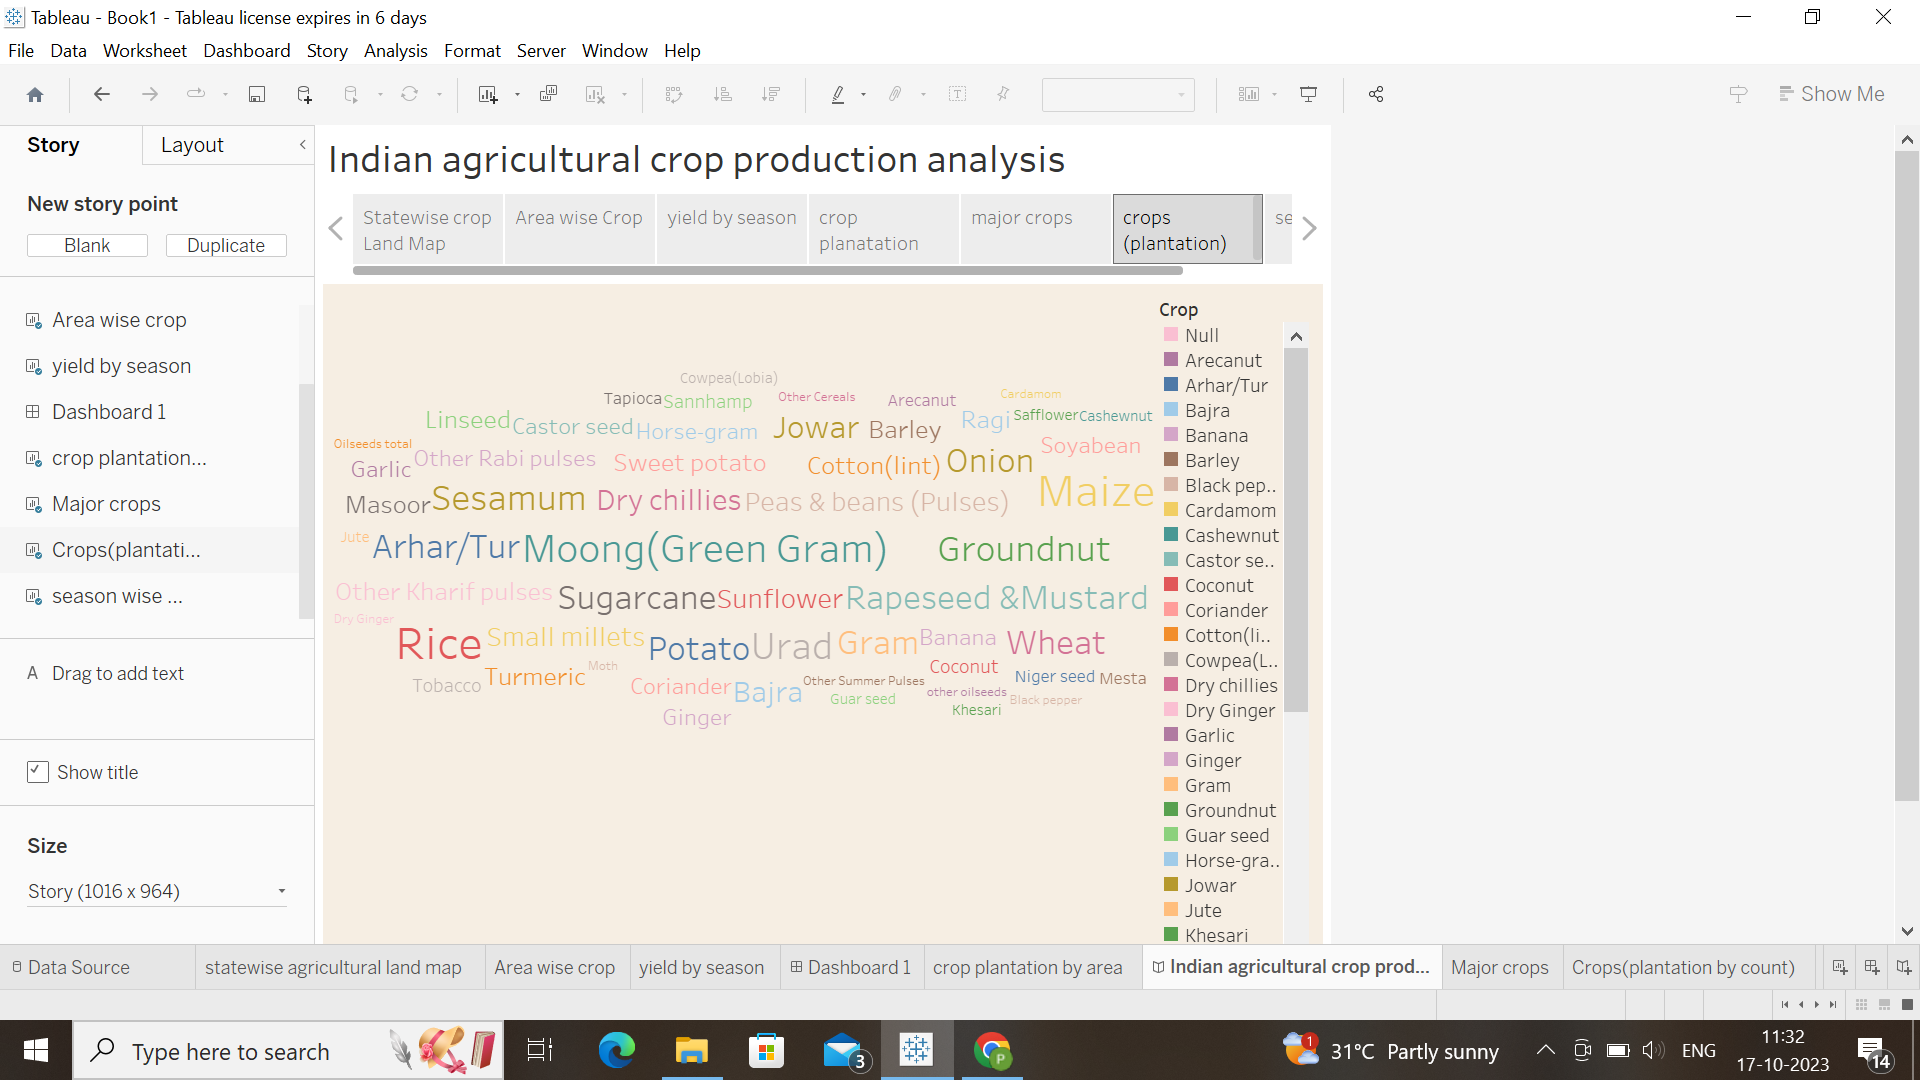 Tableau - Book1 - Tableau license expires in 6 days
File Data Worksheet Dashboard Story Analysis Format Server Window Help
Show Me
Story Layout
New story point
Blank Duplicate
Area wise crop
yield by season
Dashboard 1
crop plantation...
Major crops
Crops(plantati...
season wise ...
A Drag to add text
Show title
Size
Story (1016 x 964)
Indian agricultural crop production analysis
Statewise crop
Land Map
Area wise Crop
yield by season
crop
planatation
major crops
crops
(plantation)
se
Cowpea(Lobia)
Tapioca Sannhamp Other Cereals Arecanut Cardamom
Linseed Castor seed Horse-gram Jowar Barley Ragi Safflower Cashewnut
Oilseeds total Soyabean
Garlic Other Rabi pulses Sweet potato Cotton(lint) Onion
Masoor Sesamum Dry chillies Peas & beans (Pulses) Maize
Jute Arhar/Tur Moong(Green Gram) Groundnut
Other Kharif pulses Sugarcane Sunflower Rapeseed &Mustard
Dry Ginger
Rice Small millets Potato Urad Gram Banana Wheat
Moth Coconut
Tobacco Turmeric Coriander Bajra Other Summer Pulses Niger seed Mesta
Guar seed other oilseeds Black pepper
Ginger Khesari
Crop
Null
Arecanut
Arhar/Tur
Bajra
Banana
Barley
Black pep..
Cardamom
Cashewnut
Castor se..
Coconut
Coriander
Cotton(li..
Cowpea(L..
Dry chillies
Dry Ginger
Garlic
Ginger
Gram
Groundnut
Guar seed
Horse-gra..
Jowar
Jute
Khesari
Data Source statewise agricultural land map Area wise crop yield by season Dashboard 1 crop plantation by area Indian agricultural crop prod... Major crops Crops(plantation by count)
Type here to search
3
P
1
31°C Partly sunny
ENG
11:32
17-10-2023
14